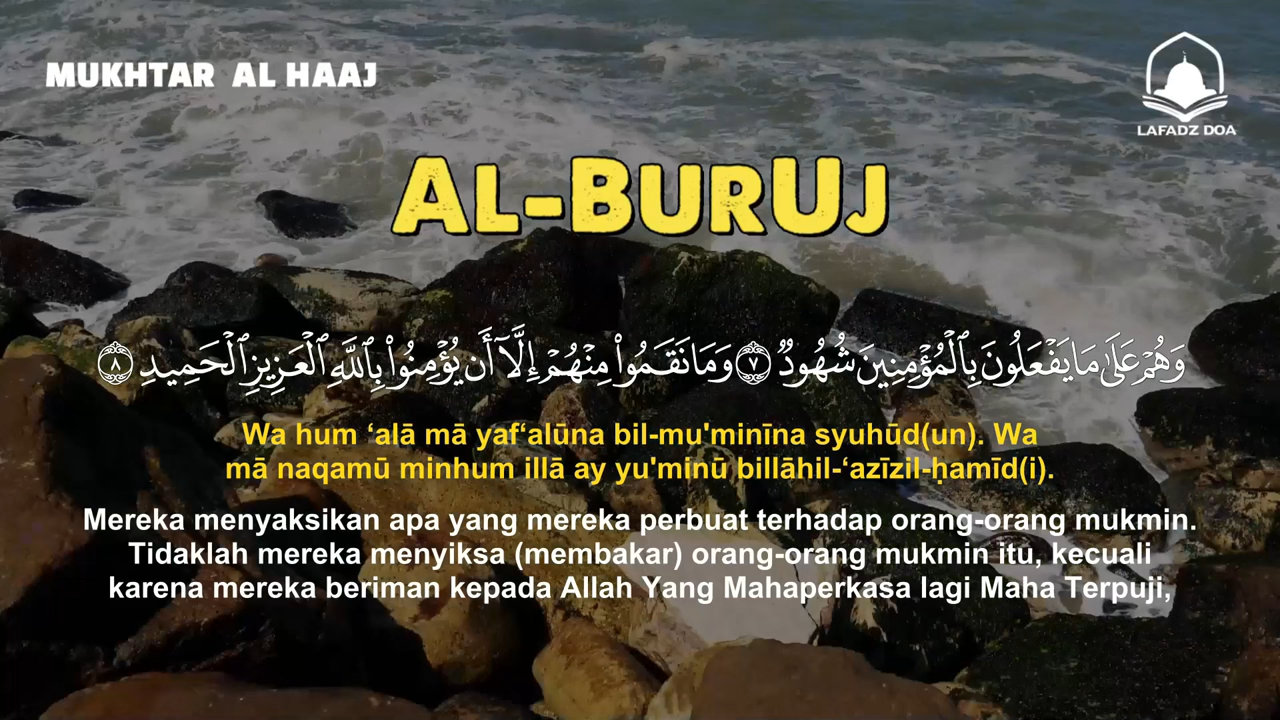 MUKHTAR AL HAAJ
LAFADZ DOA
AL-BURUJ
وَهُمْ عَلَىٰ مَا يَفْعَلُونَ بِٱلْمُؤْمِنِينَ شُهُودٌ ٧ وَمَا نَقَمُوا۟ مِنْهُمْ إِلَّآ أَن يُؤْمِنُوا۟ بِٱللَّهِ ٱلْعَزِيزِ ٱلْحَمِيدِ ٨
Wa hum ‘alā mā yaf‘alūna bil-mu'minīna syuhūd(un). Wa
mā naqamū minhum illā ay yu'minū billāhil-‘azīzil-ḥamīd(i).
Mereka menyaksikan apa yang mereka perbuat terhadap orang-orang mukmin.
Tidaklah mereka menyiksa (membakar) orang-orang mukmin itu, kecuali
karena mereka beriman kepada Allah Yang Mahaperkasa lagi Maha Terpuji,